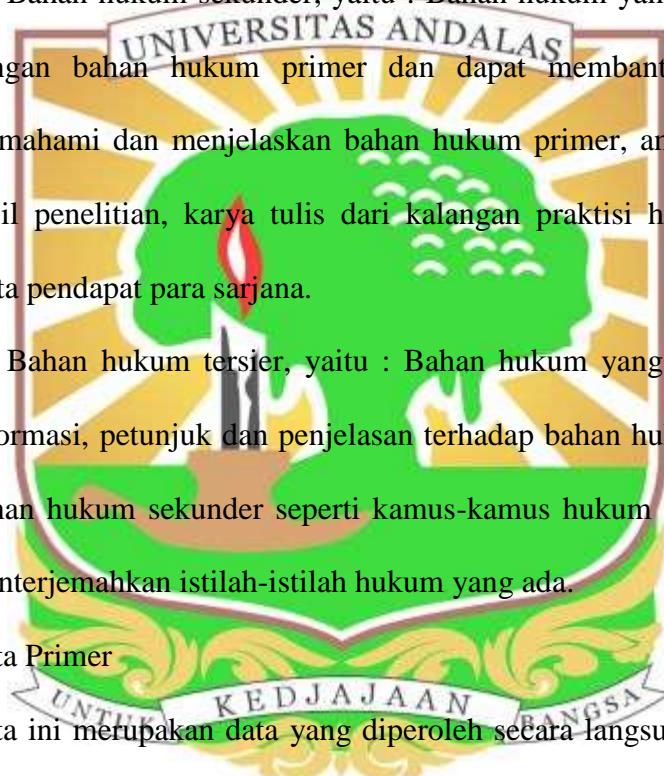 Bahan hukum sekunder, yaitu : Bahan hukum yan
UNIVERSITAS ANDALAS
ngan bahan hukum primer dan dapat membant
mahami dan menjelaskan bahan hukum primer, an
il penelitian, karya tulis dari kalangan praktisi h
ta pendapat para sarjana.
Bahan hukum tersier, yaitu : Bahan hukum yang
ormasi, petunjuk dan penjelasan terhadap bahan hu
han hukum sekunder seperti kamus-kamus hukum
nterjemahkan istilah-istilah hukum yang ada.
ta Primer
UNTUK KEDJAJAAN BANGSA
ta ini merupakan data yang diperoleh secara langsu